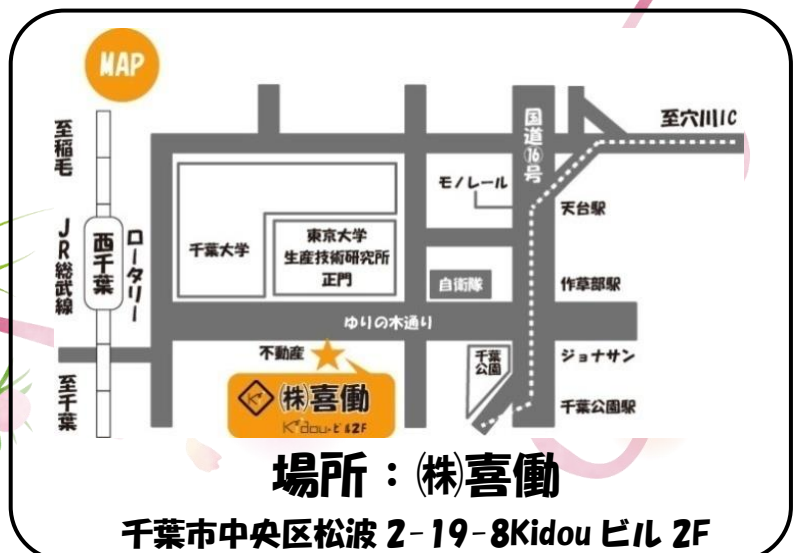 MAP
至稲毛
JR総武線
西千葉
ロータリー
至千葉
千葉大学
東京大学
生産技術研究所
正門
モノレール
国道⑯号
至穴川IC
天台駅
自衛隊
作草部駅
ゆりの木通り
不動産
千葉
公園
ジョナサン
千葉公園駅
㈱喜働
Kidou・ビル2F
場所：㈱喜働
千葉市中央区松波2-19-8Kidouビル 2F